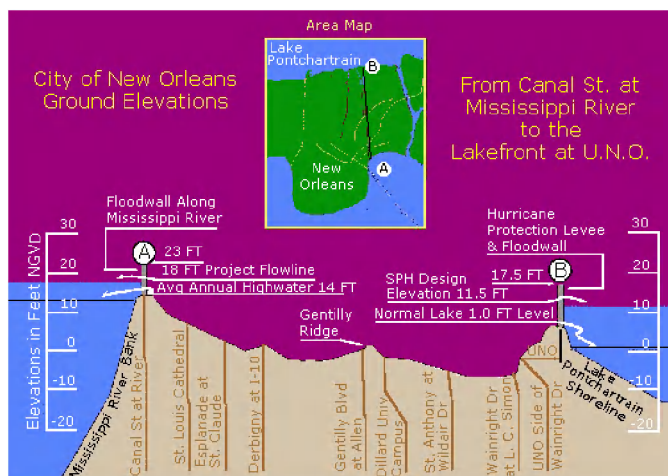 Area Map
City of New Orleans
Ground Elevations
Lake
Pontchartrain
B
New
Orleans
A
From Canal St. at
Mississippi River
to the
Lakefront at U.N.O.
Floodwall Along
Mississippi River
A
23 FT
18 FT Project Flowline
Avg Annual Highwater 14 FT
Hurricane
Protection Levee
& Floodwall
17.5 FT
B
SPH Design
Elevation 11.5 FT
Normal Lake 1.0 FT Level
Gentilly
Ridge
Elevations in Feet NGVD
30
20
10
0
-10
-20
30
20
10
0
-10
-20
Mississippi River Bank
Canal St at River
St. Louis Cathedral
Esplanade at
St. Claude
Derbigny at I-10
Gentilly Blvd
at Allen
Dillard Univ
Campus
St. Anthony at
Wildair Dr
Wainright Dr
at L. C. Simon
UNO
UNO Side of
Wainright Dr
Lake
Pontchartrain
Shoreline